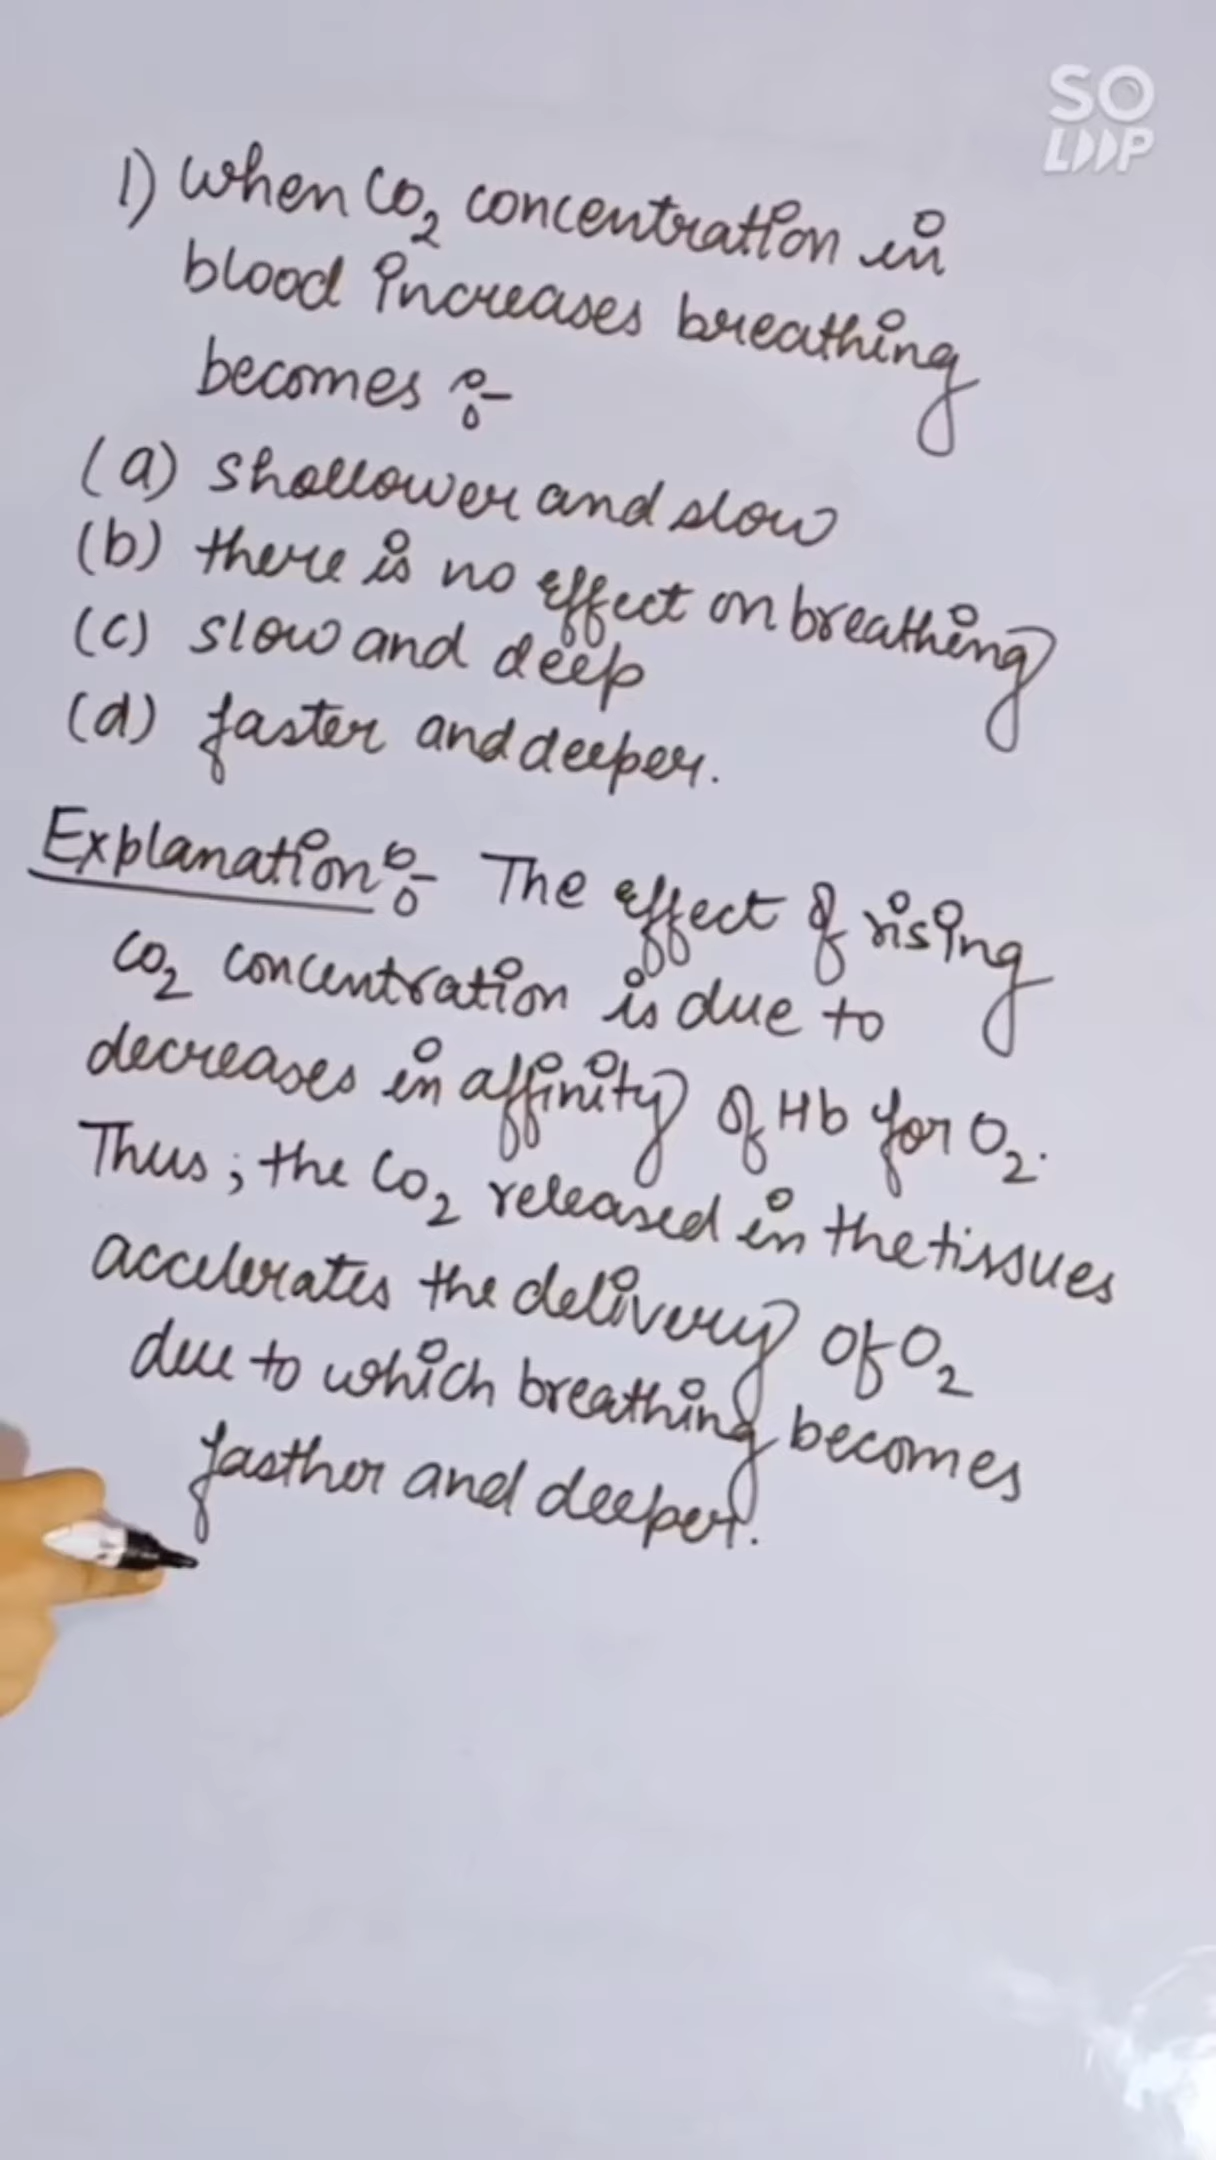 SO
LOOP
1) When CO2 concentration in
blood increases breathing
becomes :-
(a) shallower and slow
(b) there is no effect on breathing
(c) slow and deep
(d) faster and deeper.
Explanation :- The effect of rising
CO2 concentration is due to
decreases in affinity of Hb for O2.
Thus; the CO2 released in the tissues
accelerates the delivery of O2
due to which breathing becomes
fasther and deeper.